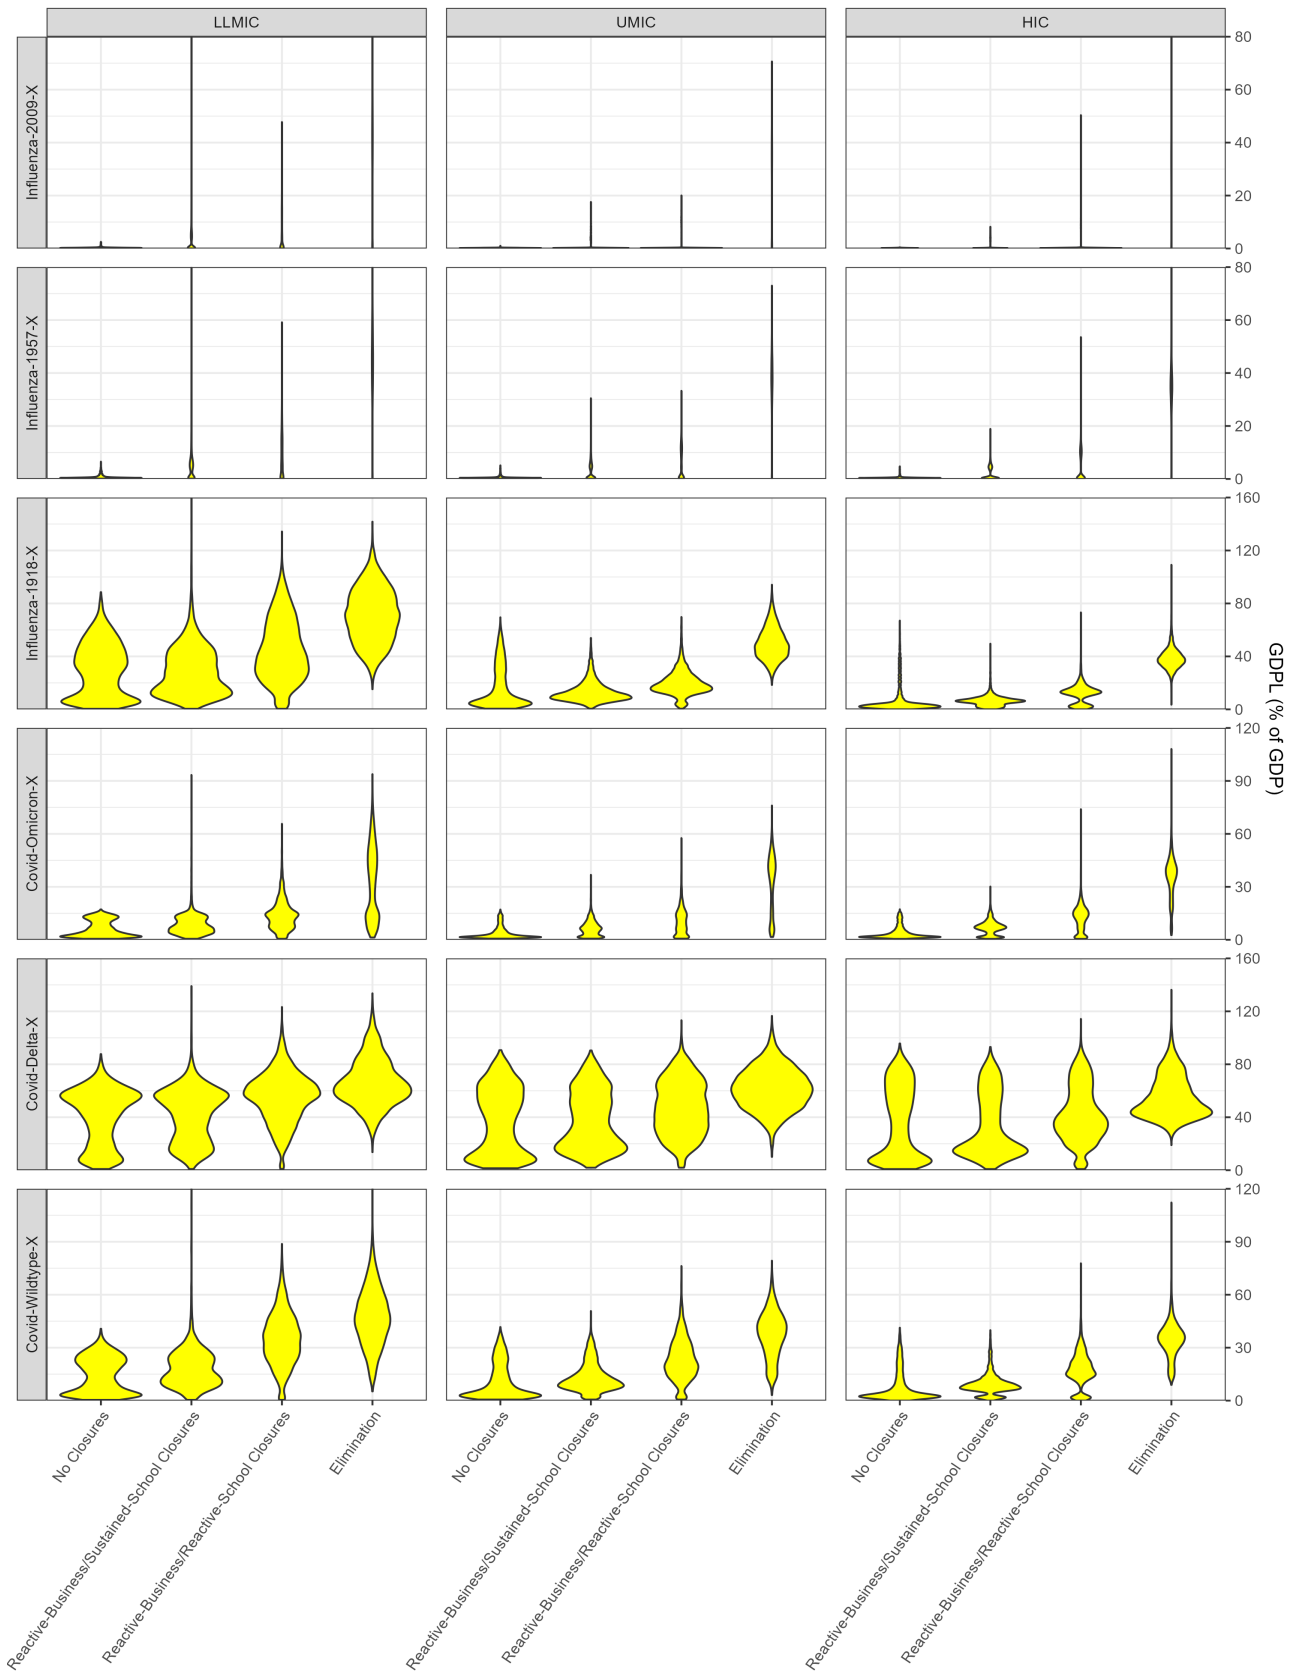 LLMIC UMIC HIC
Influenza-2009-X
80
60
40
20
0
Influenza-1957-X
80
60
40
20
0
Influenza-1918-X
160
120
80
40
0
Covid-Omicron-X
120
90
60
30
0
Covid-Delta-X
160
120
80
40
0
Covid-Wildtype-X
120
90
60
30
0
GDPL (% of GDP)
No Closures
Reactive-Business/Sustained-School Closures
Reactive-Business/Reactive-School Closures
Elimination
No Closures
Reactive-Business/Sustained-School Closures
Reactive-Business/Reactive-School Closures
Elimination
No Closures
Reactive-Business/Sustained-School Closures
Reactive-Business/Reactive-School Closures
Elimination